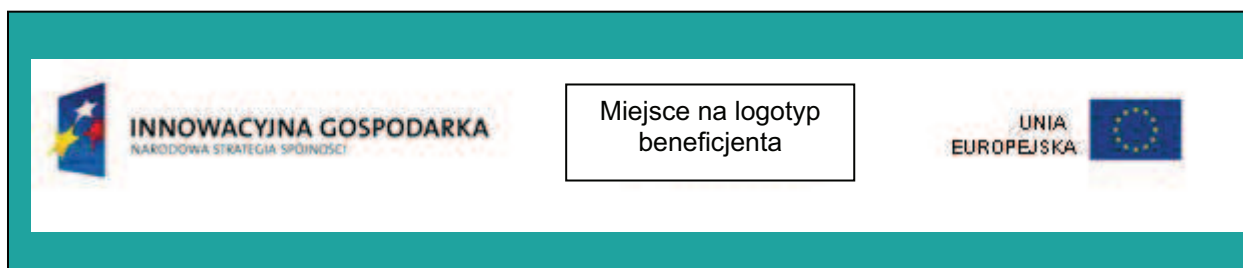 INNOWACYJNA GOSPODARKA
NARODOWA STRATEGIA SPÓJNOŚCI
Miejsce na logotyp
beneficjenta
UNIA
EUROPEJSKA